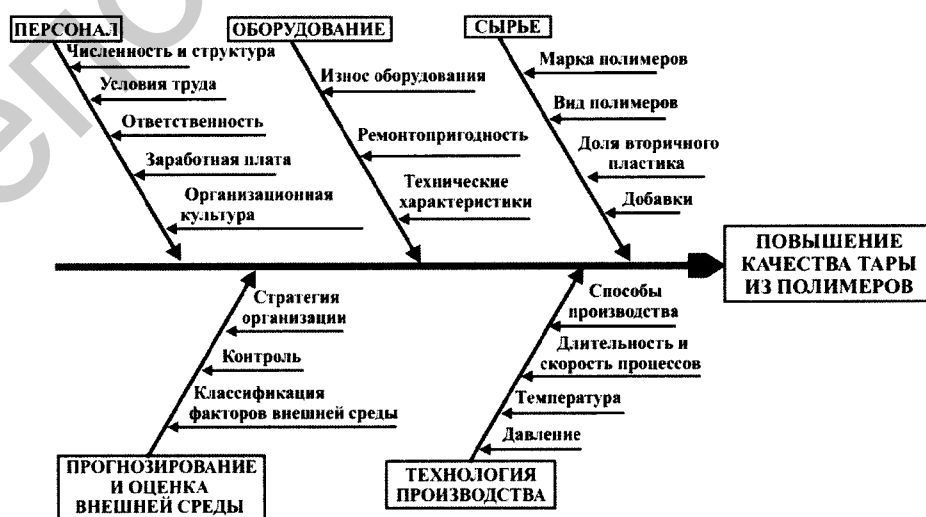 ПЕРСОНАЛ
Численность и структура
Условия труда
Ответственность
Заработная плата
Организационная
культура
ОБОРУДОВАНИЕ
Износ оборудования
Ремонтопригодность
Технические
характеристики
СЫРЬЕ
Марка полимеров
Вид полимеров
Доля вторичного
пластика
Добавки
ПОВЫШЕНИЕ
КАЧЕСТВА ТАРЫ
ИЗ ПОЛИМЕРОВ
Стратегия
организации
Контроль
Классификация
факторов внешней среды
ПРОГНОЗИРОВАНИЕ
И ОЦЕНКА
ВНЕШНЕЙ СРЕДЫ
Способы
производства
Длительность и
скорость процессов
Температура
Давление
ТЕХНОЛОГИЯ
ПРОИЗВОДСТВА